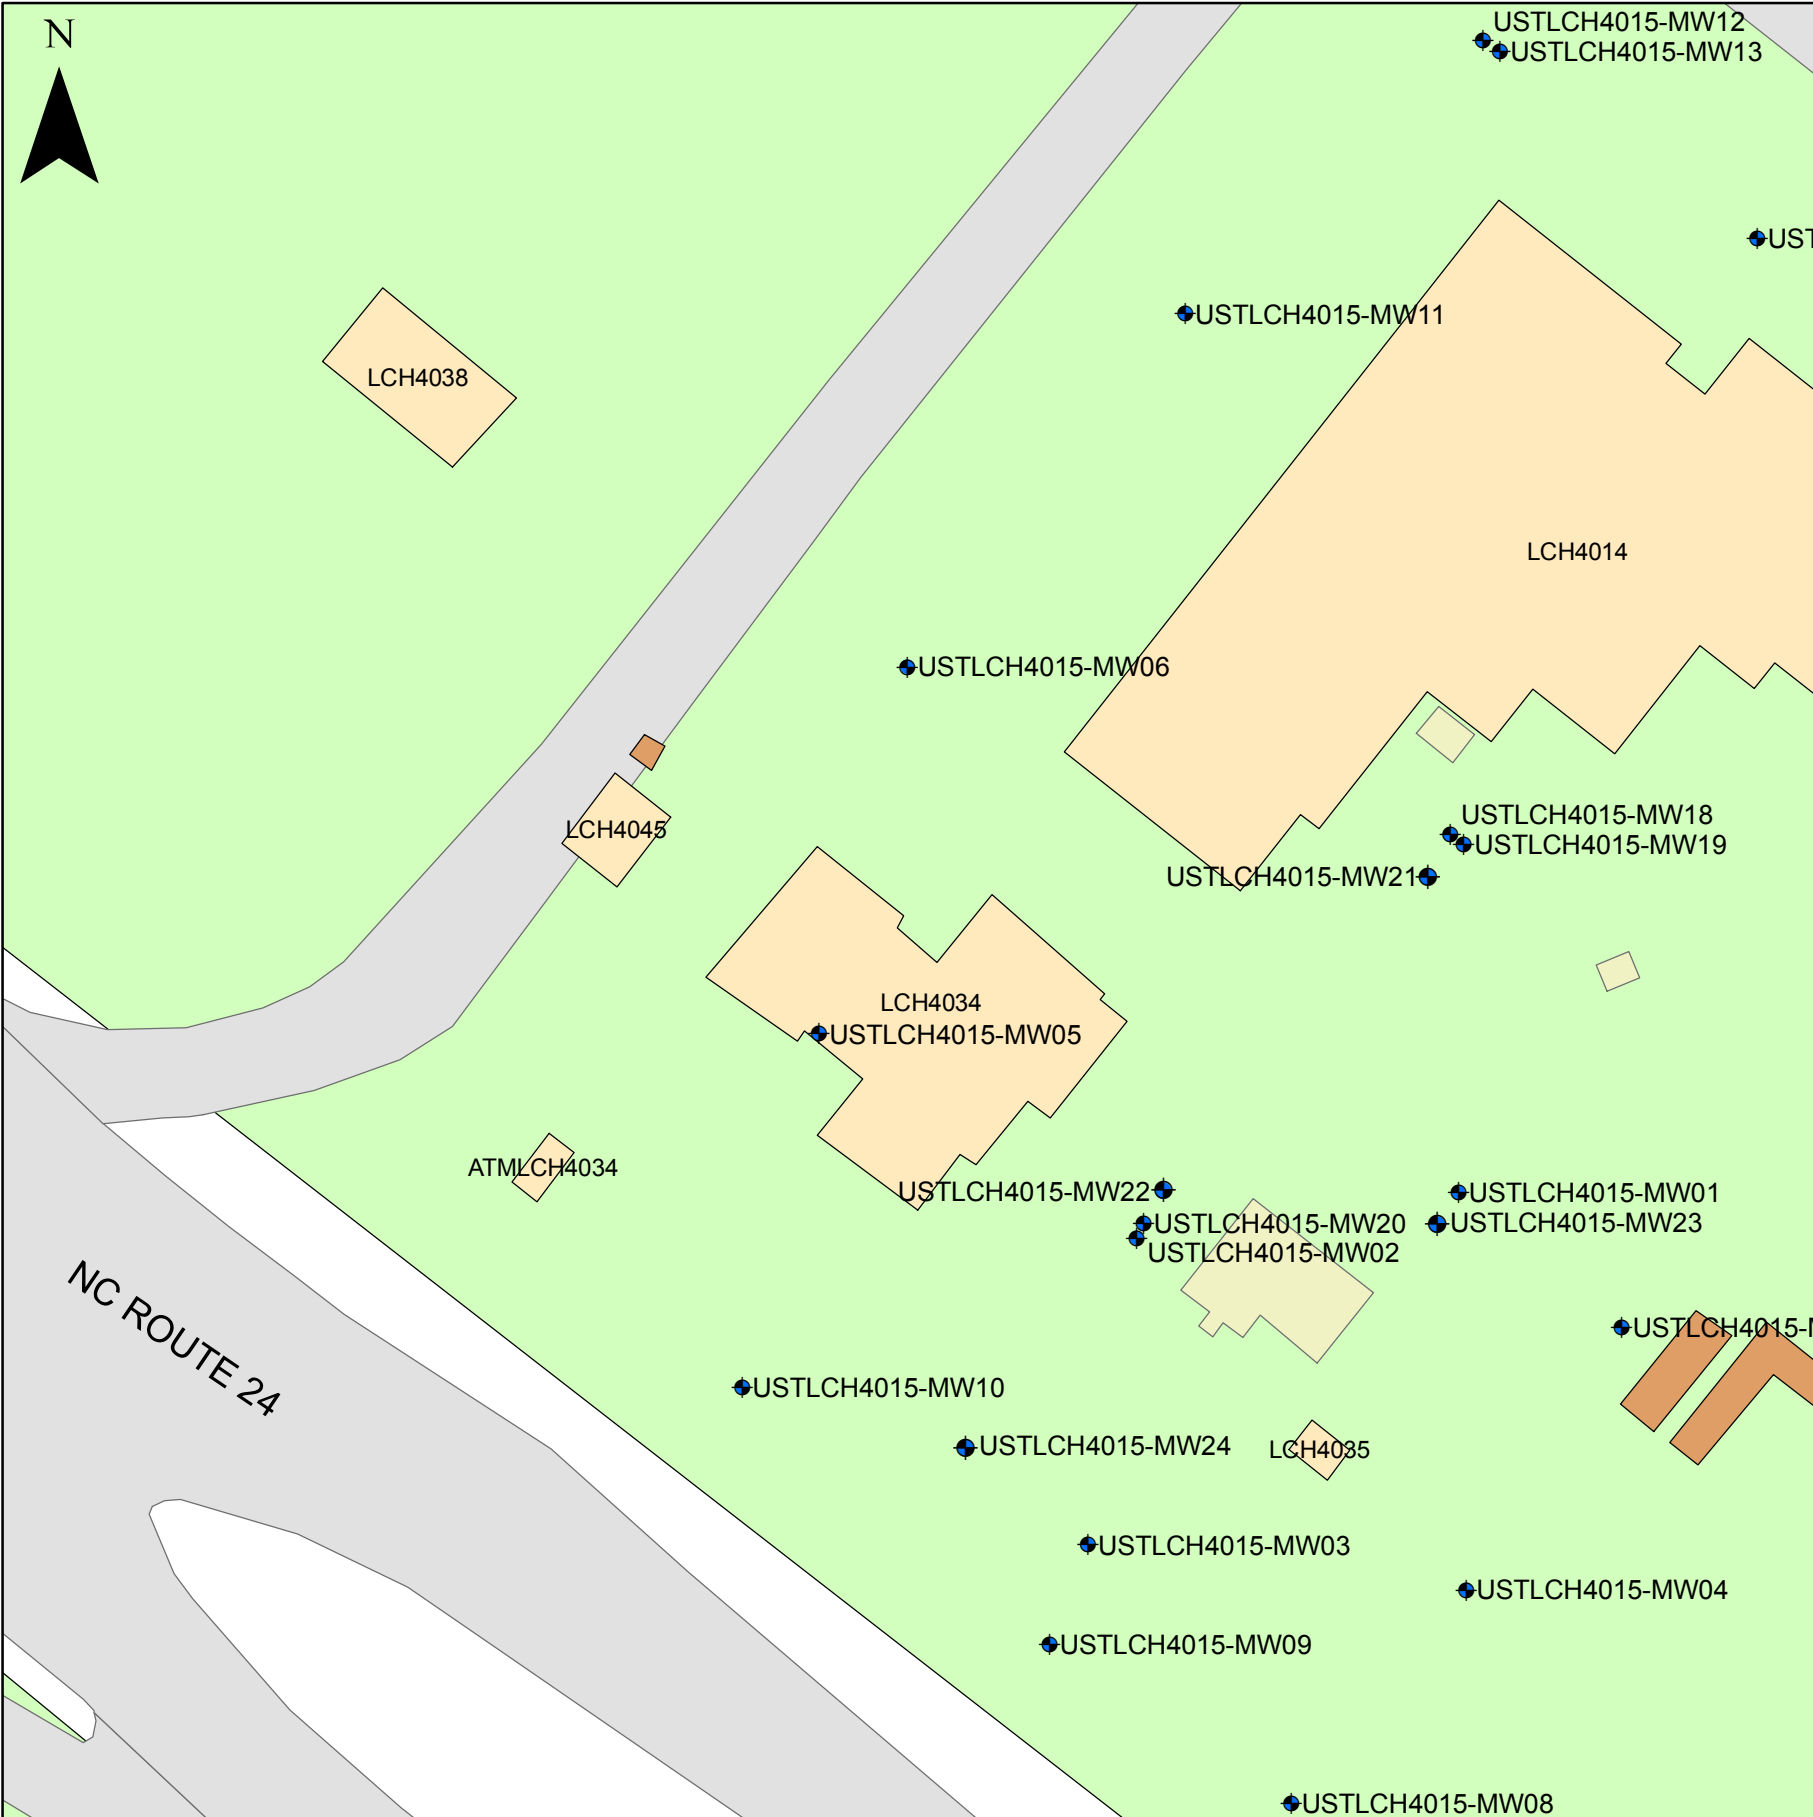 N
USTLCH4015-MW12
USTLCH4015-MW13
UST
USTLCH4015-MW11
LCH4038
LCH4014
USTLCH4015-MW06
LCH4045
USTLCH4015-MW18
USTLCH4015-MW19
USTLCH4015-MW21
LCH4034
USTLCH4015-MW05
ATMLCH4034
USTLCH4015-MW22
USTLCH4015-MW01
USTLCH4015-MW20
USTLCH4015-MW23
USTLCH4015-MW02
NC ROUTE 24
USTLCH4015-M
USTLCH4015-MW10
USTLCH4015-MW24
LCH4035
USTLCH4015-MW03
USTLCH4015-MW04
USTLCH4015-MW09
USTLCH4015-MW08